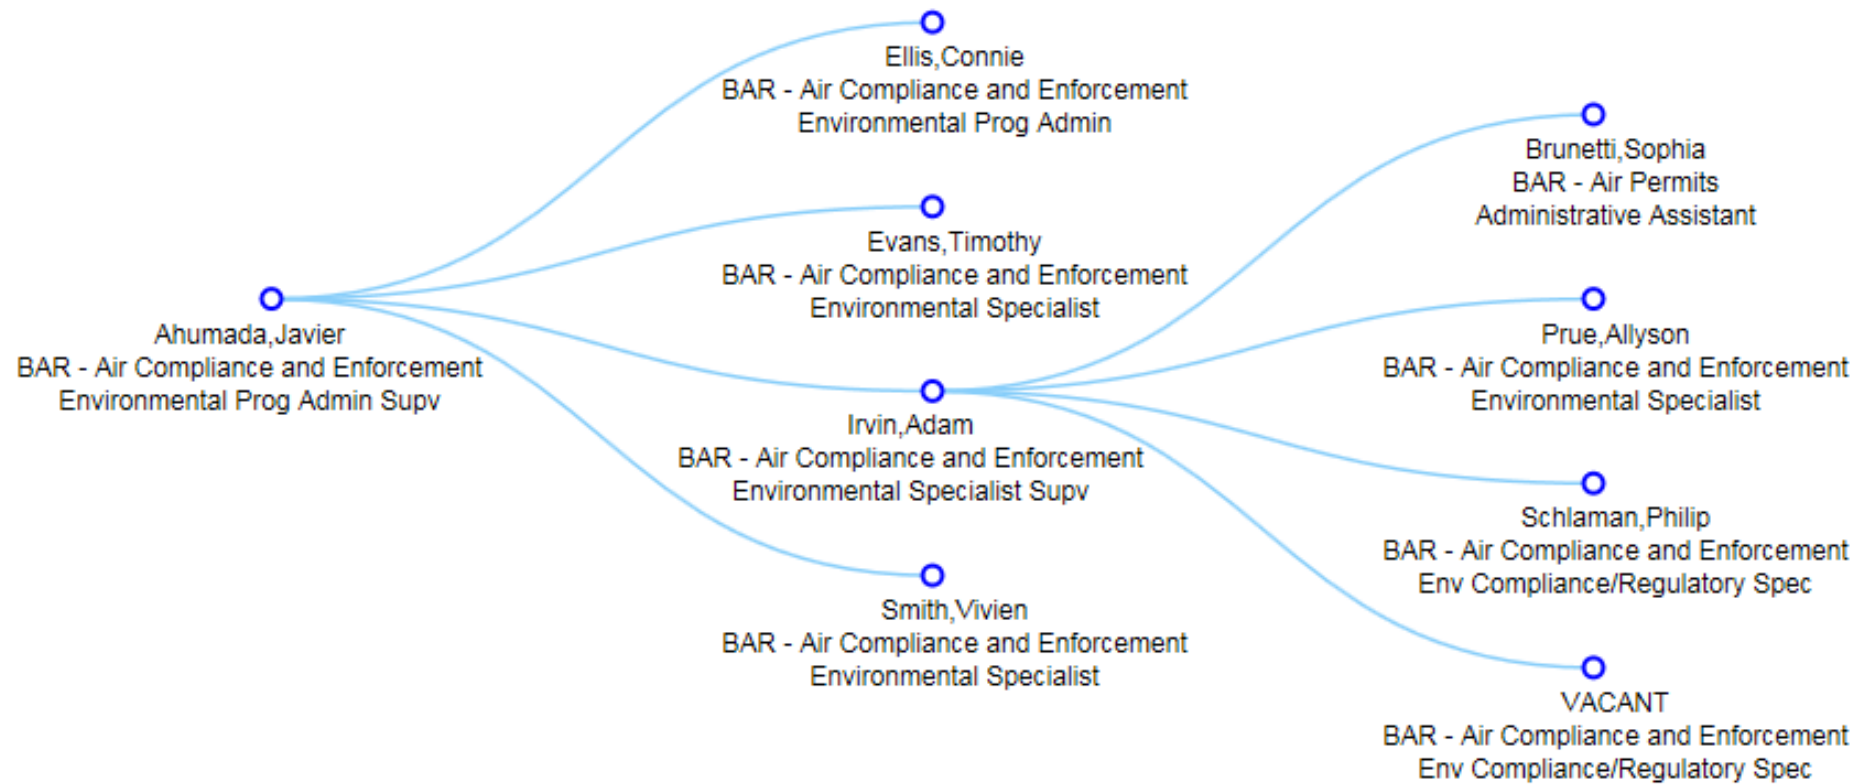 Ellis,Connie
BAR - Air Compliance and Enforcement
Environmental Prog Admin
Brunetti,Sophia
BAR - Air Permits
Administrative Assistant
Evans,Timothy
BAR - Air Compliance and Enforcement
Environmental Specialist
Ahumada,Javier
BAR - Air Compliance and Enforcement
Environmental Prog Admin Supv
Prue,Allyson
BAR - Air Compliance and Enforcement
Environmental Specialist
Irvin,Adam
BAR - Air Compliance and Enforcement
Environmental Specialist Supv
Schlaman,Philip
BAR - Air Compliance and Enforcement
Env Compliance/Regulatory Spec
Smith,Vivien
BAR - Air Compliance and Enforcement
Environmental Specialist
VACANT
BAR - Air Compliance and Enforcement
Env Compliance/Regulatory Spec